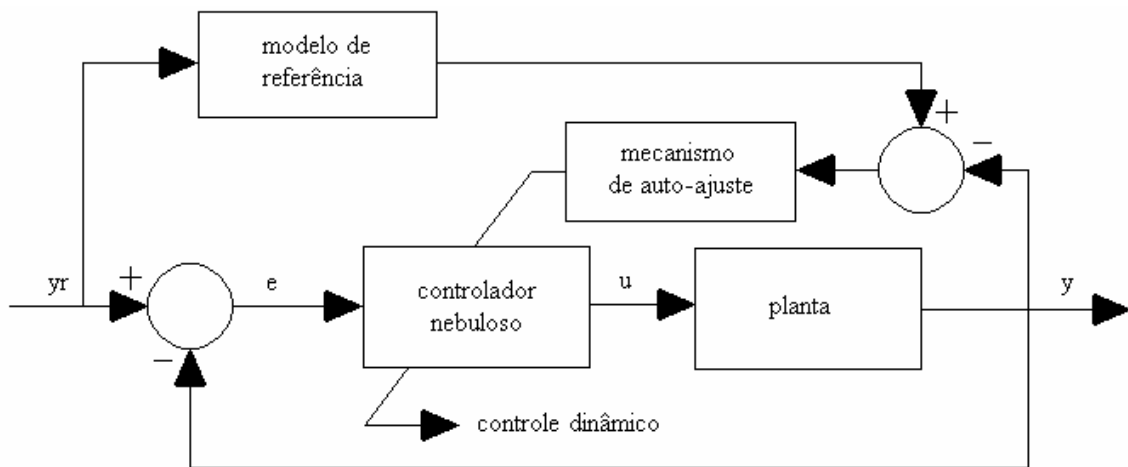 modelo de
referência
+
−
mecanismo
de auto-ajuste
yr
+
−
e
controlador
nebuloso
u
planta
y
controle dinâmico